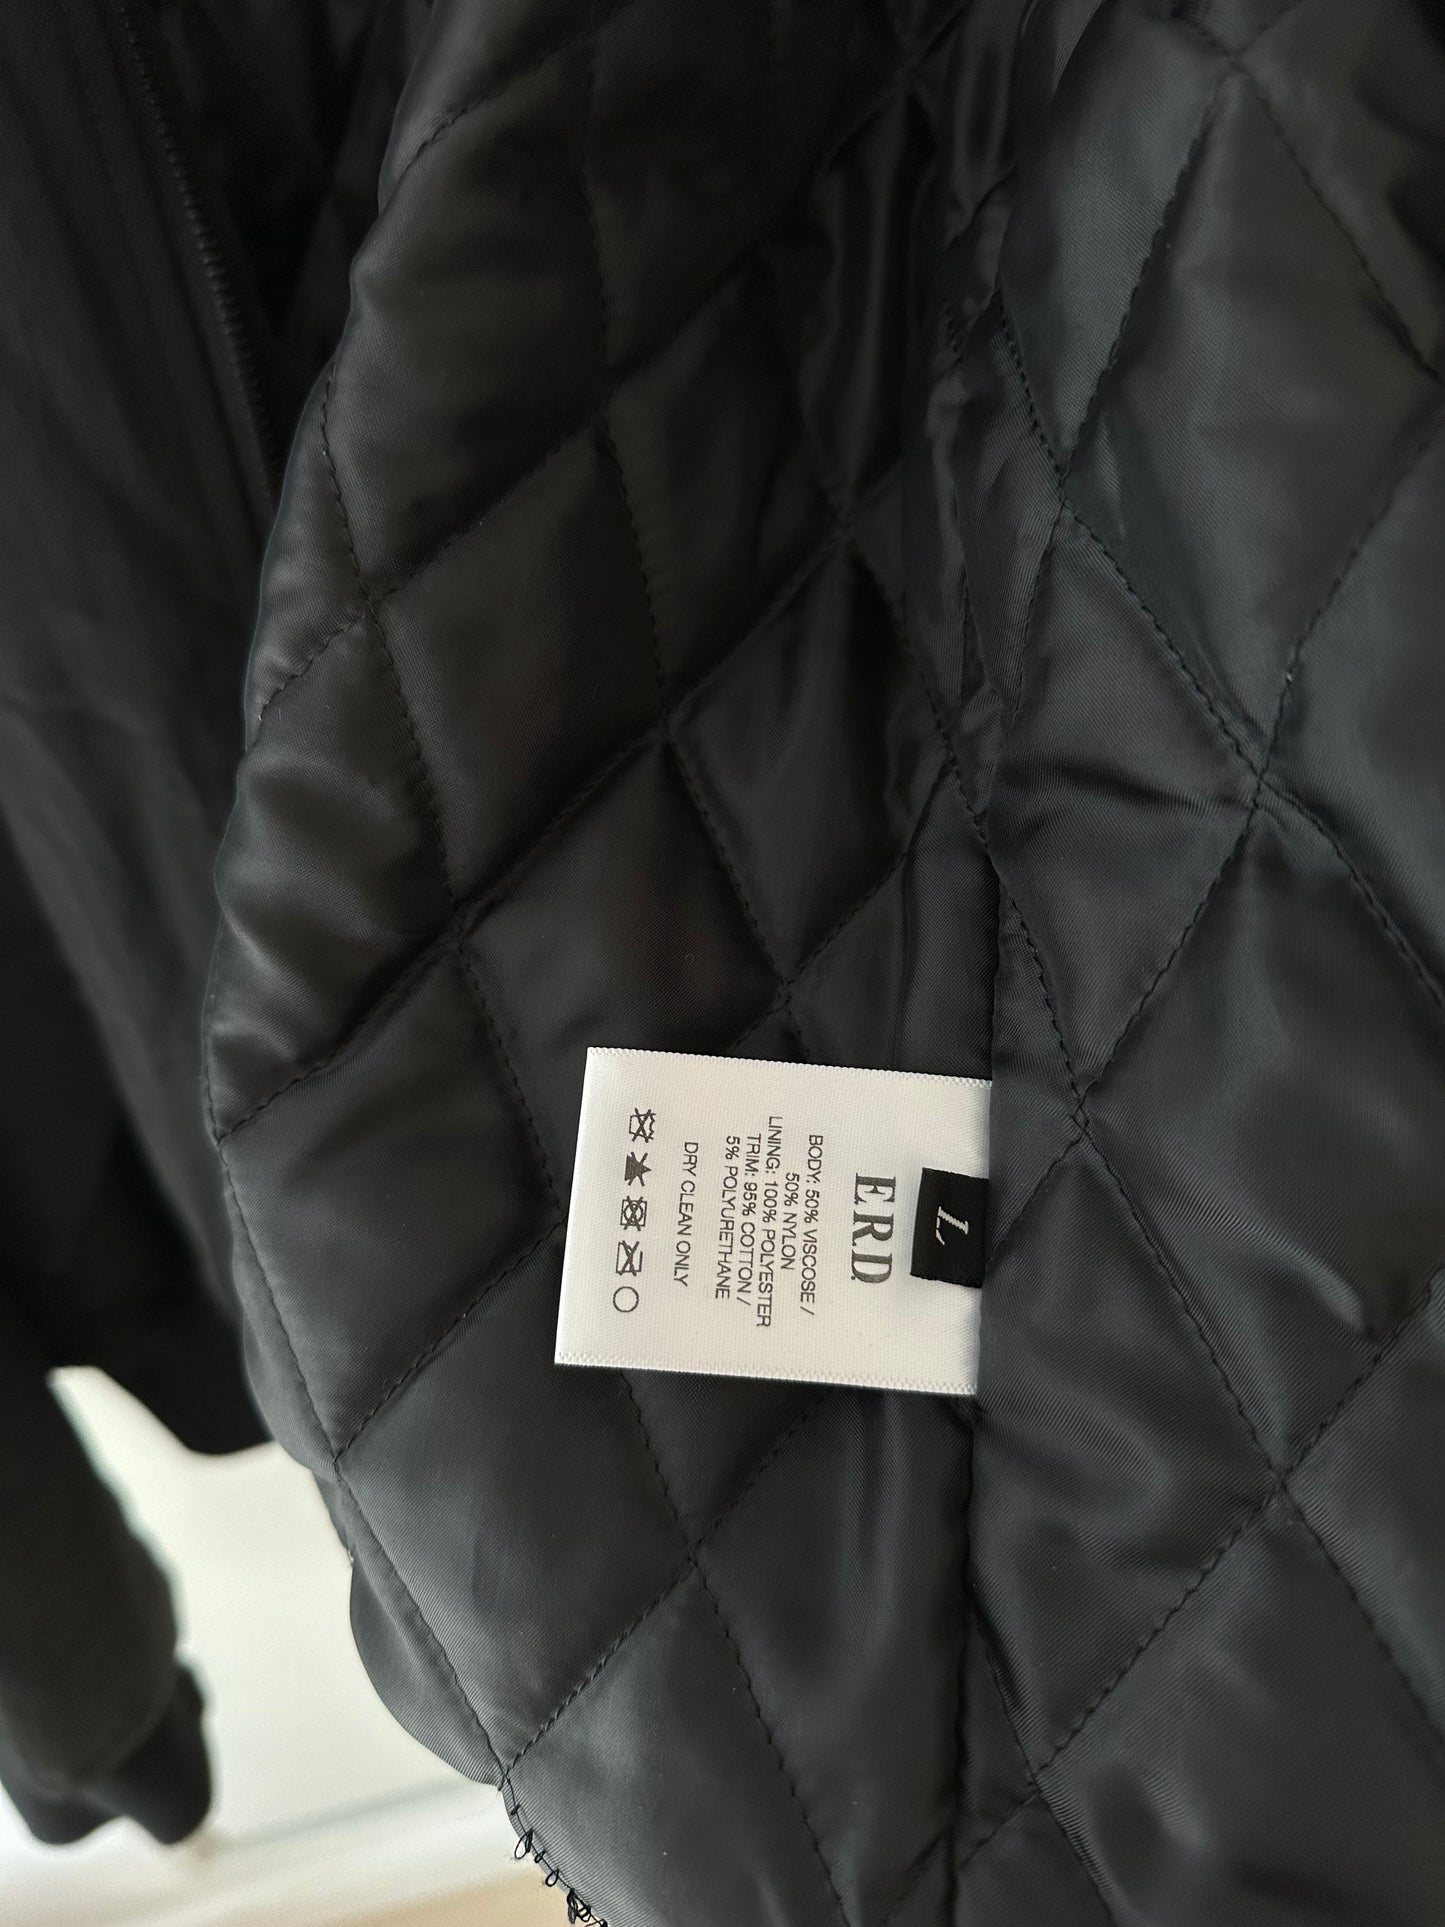 L
E.R.D.
BODY: 50% VISCOSE /
50% NYLON
LINING: 100% POLYESTER
TRIM: 95% COTTON /
5% POLYURETHANE
DRY CLEAN ONLY